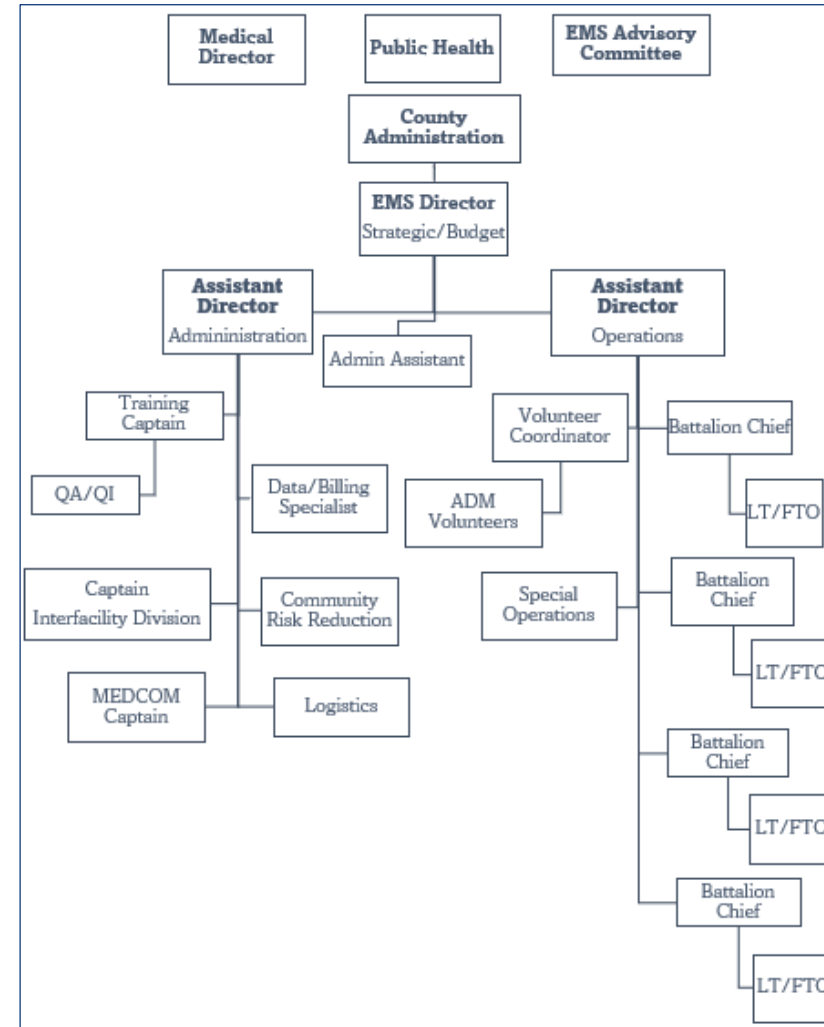 Medical
Director
Public Health
EMS Advisory
Committee
County
Administration
EMS Director
Strategic/Budget
Assistant
Director
Admininistration
Assistant
Director
Operations
Admin Assistant
Training
Captain
QA/QI
Data/Billing
Specialist
Captain
Interfacility Division
Community
Risk Reduction
MEDCOM
Captain
Logistics
Volunteer
Coordinator
ADM
Volunteers
Special
Operations
Battalion Chief
LT/FTO
Battalion
Chief
LT/FTO
Battalion
Chief
LT/FTO
Battalion
Chief
LT/FTO